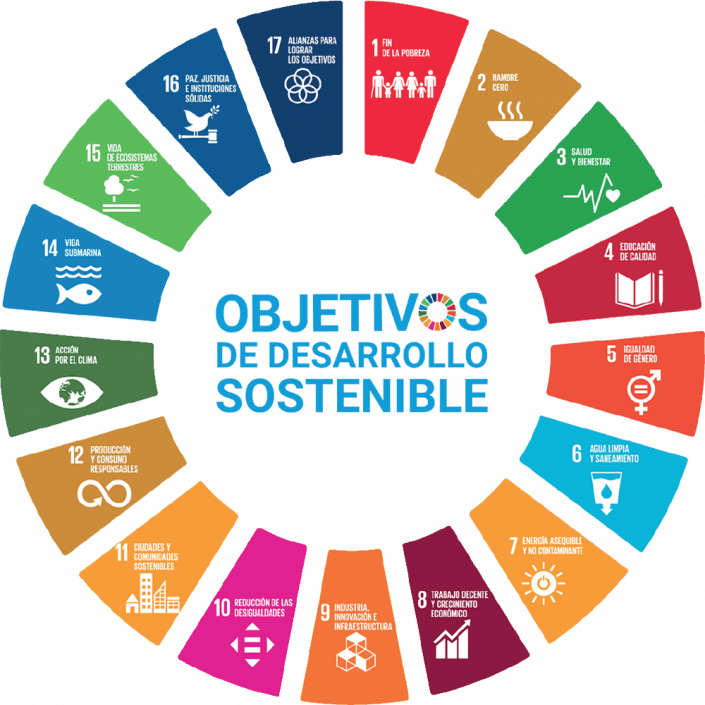 OBJETIVOS
DE DESARROLLO
SOSTENIBLE
1 FIN
DE LA POBREZA
2 HAMBRE
CERO
3 SALUD
Y BIENESTAR
4 EDUCACIÓN
DE CALIDAD
5 IGUALDAD
DE GÉNERO
6 AGUA LIMPIA
Y SANEAMIENTO
7 ENERGÍA ASEQUIBLE
Y NO CONTAMINANTE
8 TRABAJO DECENTE
Y CRECIMIENTO
ECONÓMICO
9 INDUSTRIA,
INNOVACIÓN E
INFRAESTRUCTURA
10 REDUCCIÓN DE LAS
DESIGUALDADES
11 CIUDADES Y
COMUNIDADES
SOSTENIBLES
12 PRODUCCIÓN
Y CONSUMO
RESPONSABLES
13 ACCIÓN
POR EL CLIMA
14 VIDA
SUBMARINA
15 VIDA
DE ECOSISTEMAS
TERRESTRES
16 PAZ, JUSTICIA
E INSTITUCIONES
SÓLIDAS
17 ALIANZAS PARA
LOGRAR
LOS OBJETIVOS